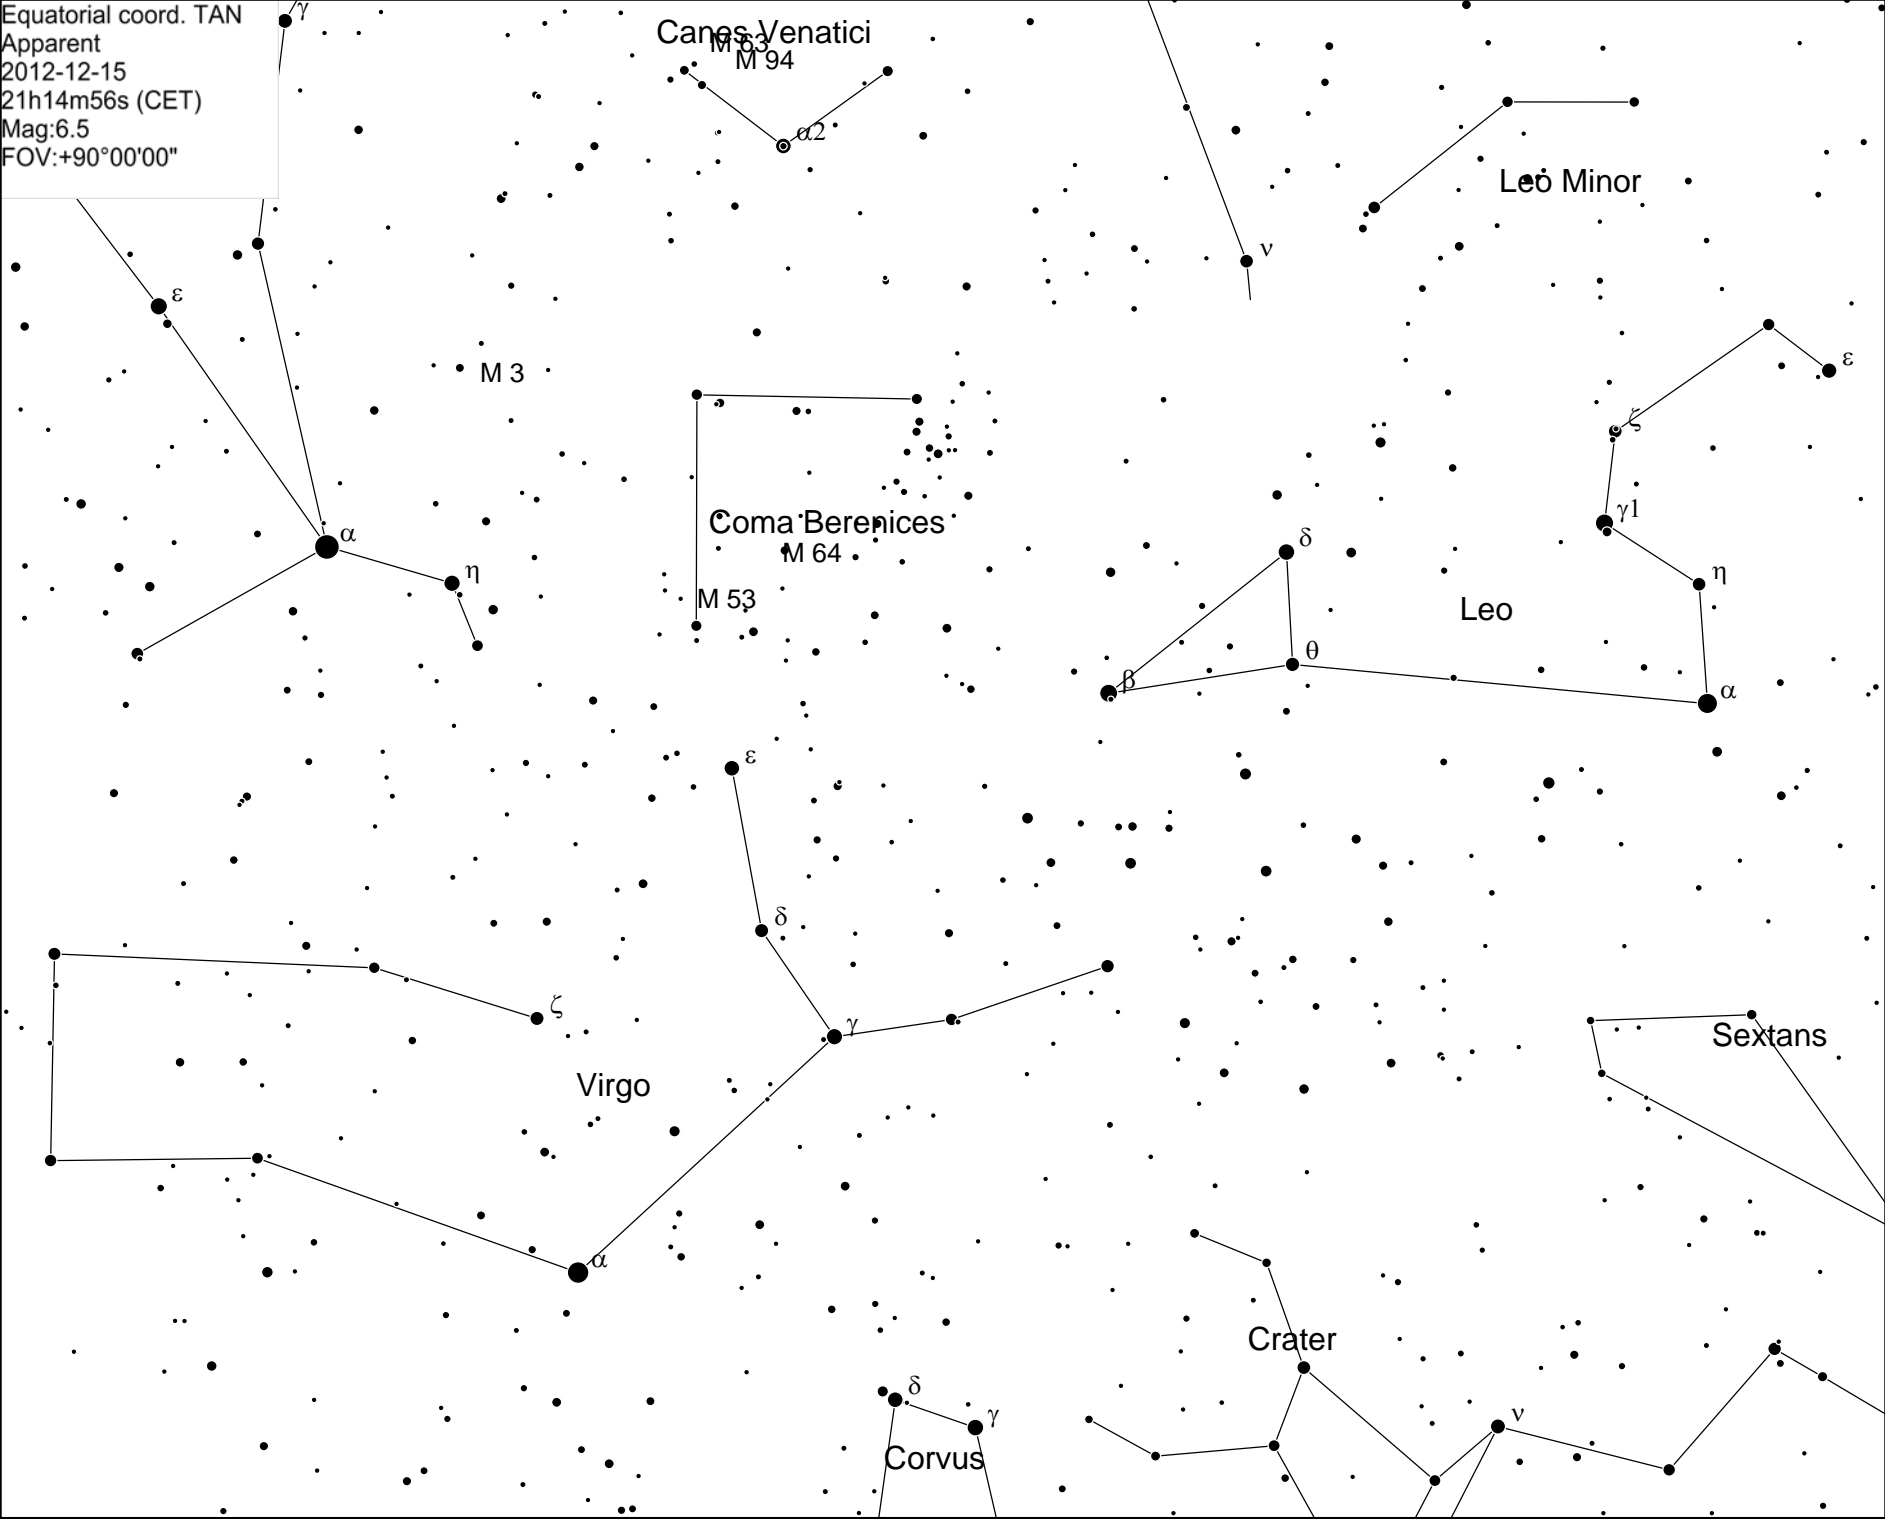 Equatorial coord. TAN
Apparent
2012-12-15
21h14m56s (CET)
Mag:6.5
FOV:+90°00'00"
γ
Canes Venatici
M 63
M 94
α2
Leo Minor
ν
ε
M 3
ε
ζ
α
η
Coma Berenices
M 64
M 53
γ1
δ
η
Leo
θ
β
α
ε
δ
ζ
γ
Virgo
Sextans
α
Crater
δ
γ
Corvus
ν